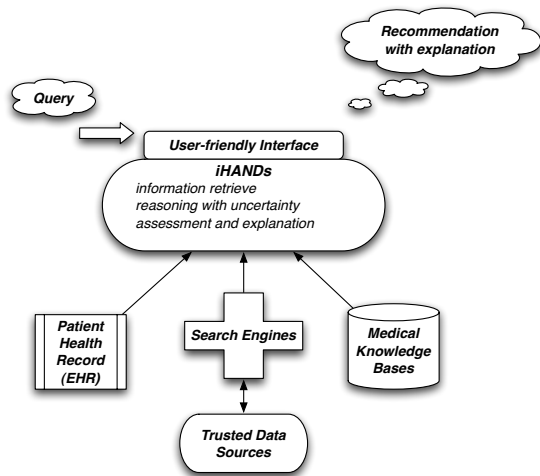 Recommendation
with explanation
Query
User-friendly Interface
iHANDs
information retrieve
reasoning with uncertainty
assessment and explanation
Patient
Health
Record
(EHR)
Search Engines
Medical
Knowledge
Bases
Trusted Data
Sources